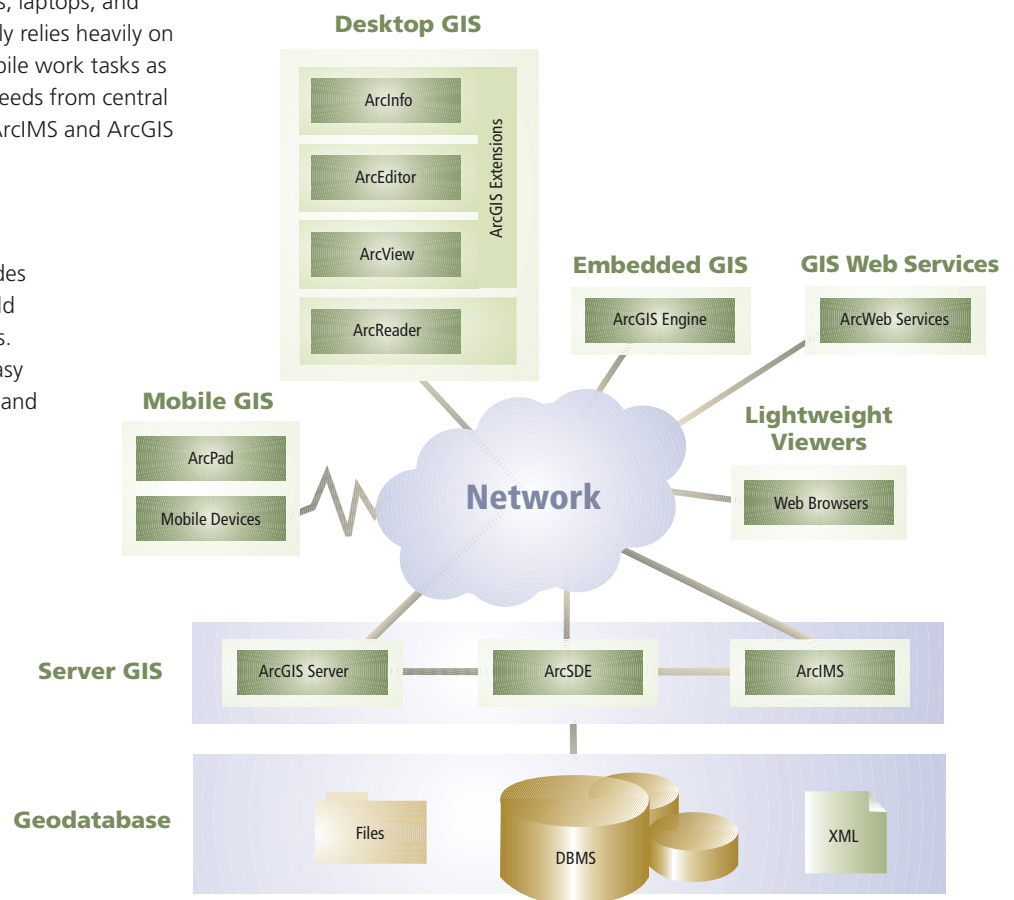 s, laptops, and
ly relies heavily on
bile work tasks as
eeds from central
ArcIMS and ArcGIS
des
ld
s.
asy
and
Desktop GIS
ArcInfo
ArcEditor
ArcView
ArcReader
ArcGIS Extensions
Embedded GIS
ArcGIS Engine
GIS Web Services
ArcWeb Services
Mobile GIS
ArcPad
Mobile Devices
Network
Lightweight
Viewers
Web Browsers
Server GIS
ArcGIS Server
ArcSDE
ArcIMS
Geodatabase
Files
DBMS
XML